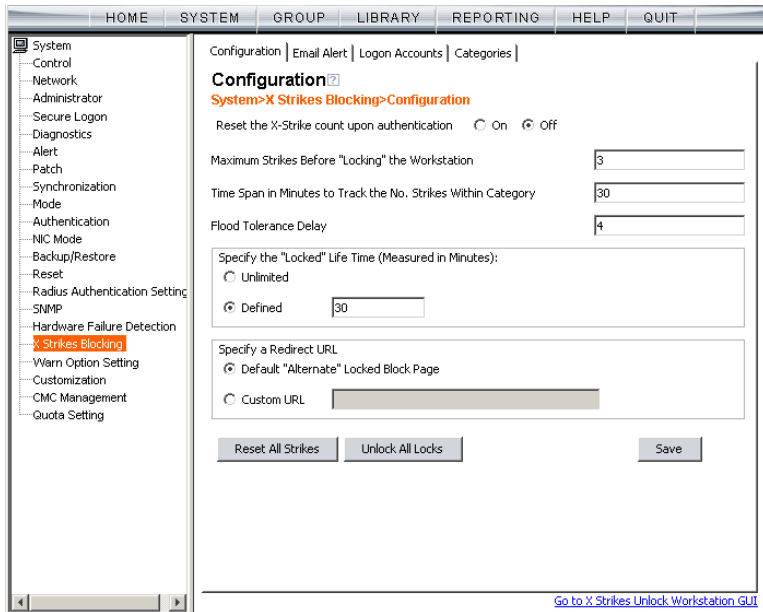 HOME SYSTEM GROUP LIBRARY REPORTING HELP QUIT
System
Control
Network
Administrator
Secure Logon
Diagnostics
Alert
Patch
Synchronization
Mode
Authentication
NIC Mode
Backup/Restore
Reset
Radius Authentication Setting
SNMP
Hardware Failure Detection
X Strikes Blocking
Warn Option Setting
Customization
CMC Management
Quota Setting
Configuration Email Alert Logon Accounts Categories
Configuration ?
System>X Strikes Blocking>Configuration
Reset the X-Strike count upon authentication On Off
Maximum Strikes Before "Locking" the Workstation 3
Time Span in Minutes to Track the No. Strikes Within Category 30
Flood Tolerance Delay 4
Specify the "Locked" Life Time (Measured in Minutes):
Unlimited
Defined 30
Specify a Redirect URL
Default "Alternate" Locked Block Page
Custom URL
Reset All Strikes Unlock All Locks Save
Go to X Strikes Unlock Workstation GUI